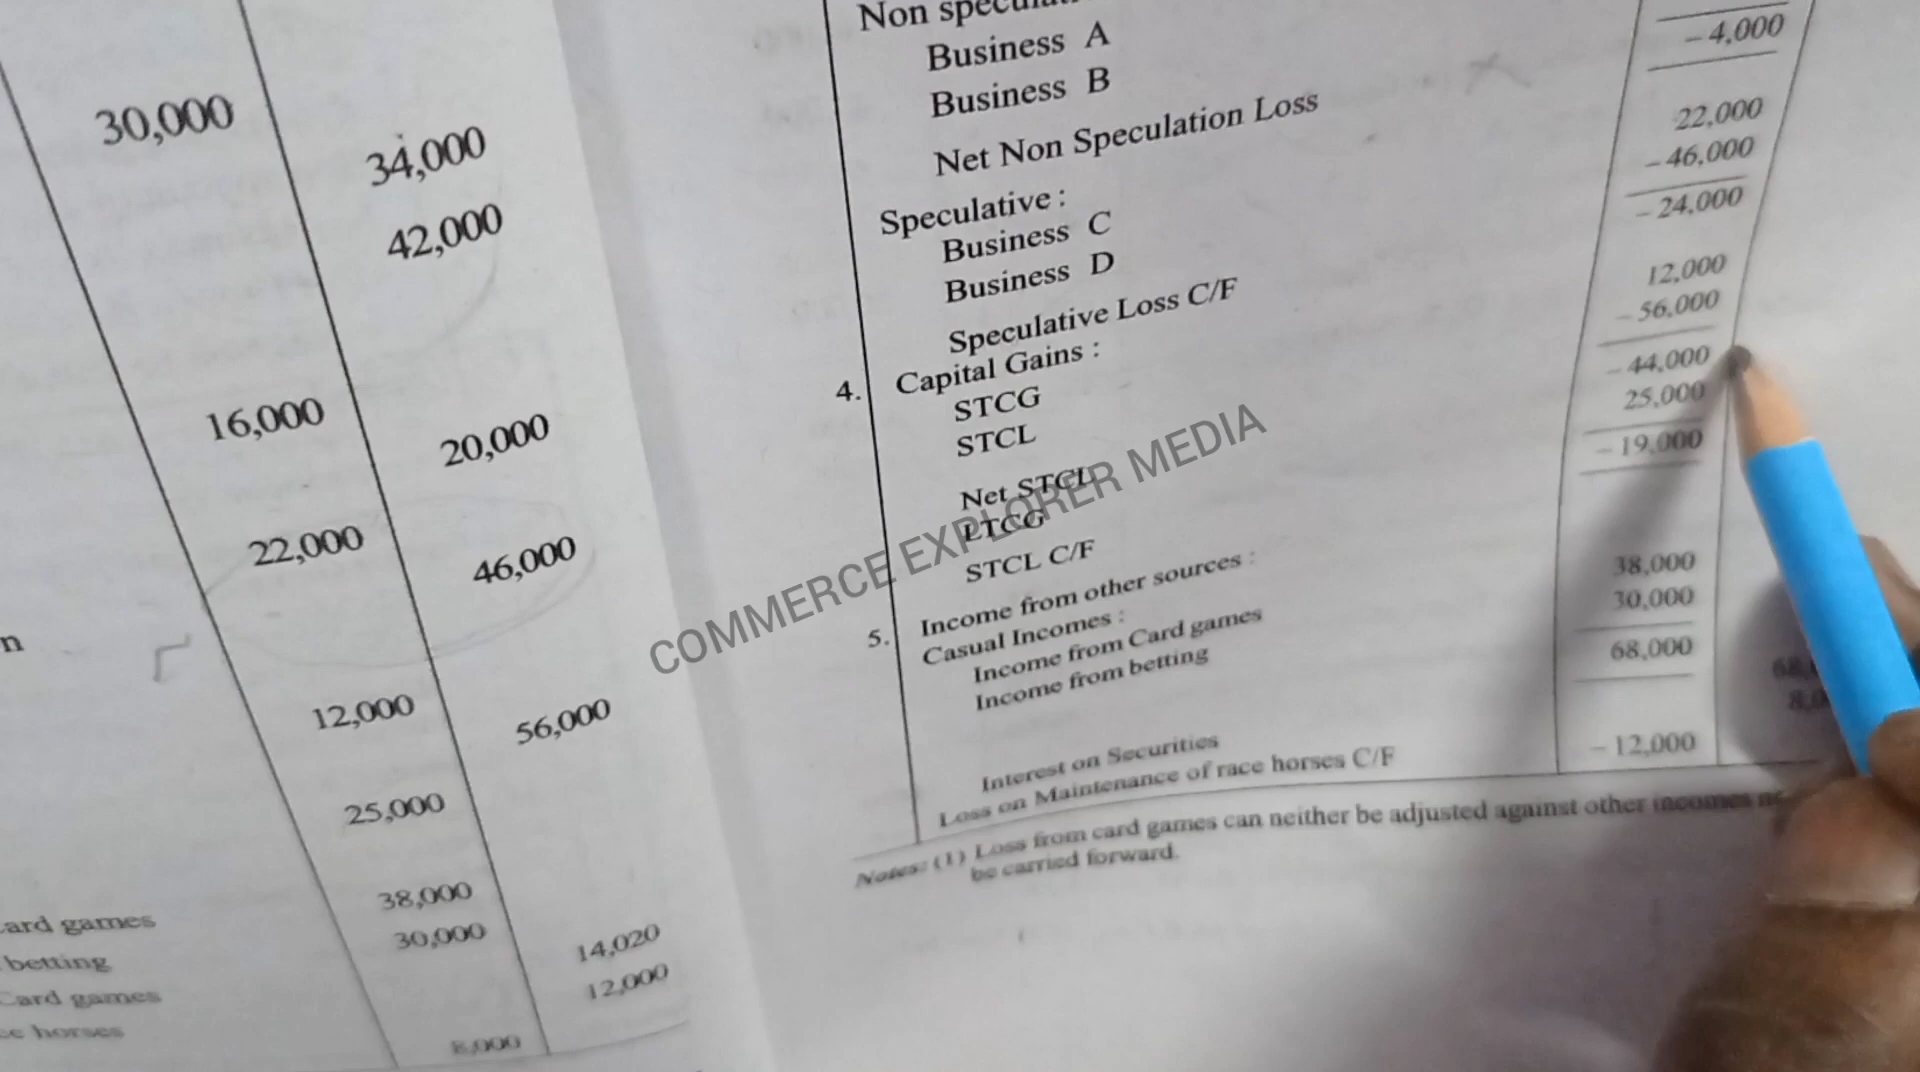 30,000
34,000
42,000
16,000
20,000
22,000
46,000
n
12,000
56,000
25,000
38,000
ard games
30,000
betting
14,020
Card games
12,000
horses
8,000
Non
Business A
Business B
- 4,000
Net Non Speculation Loss
Speculative :
Business C 22,000
Business D - 46,000
Speculative Loss C/F - 24,000
4. Capital Gains :
STCG 12,000
STCL - 56,000
Net STCL - 44,000
LTCG 25,000
STCL C/F - 19,000
5. Income from other sources :
Casual Incomes :
Income from Card games 38,000
Income from betting 30,000
68,000
Interest on Securities
Loss on Maintenance of race horses C/F - 12,000
Notes: (1) Loss from card games can neither be adjusted against other incomes
be carried forward.
COMMERCE EXPLORER MEDIA